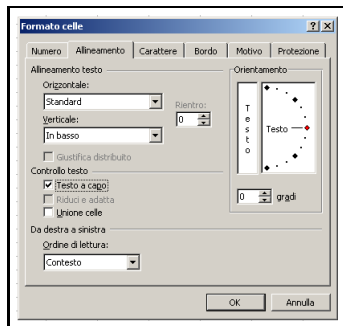 Formato celle
Numero Allineamento Carattere Bordo Motivo Protezione
Allineamento testo
Orizzontale:
Standard
Rientro:
Verticale:
0
In basso
Giustifica distribuito
Controllo testo
Testo a capo
Riduci e adatta
Unione celle
Da destra a sinistra
Ordine di lettura:
Contesto
Orientamento
Testo
Testo
0 gradi
OK Annulla